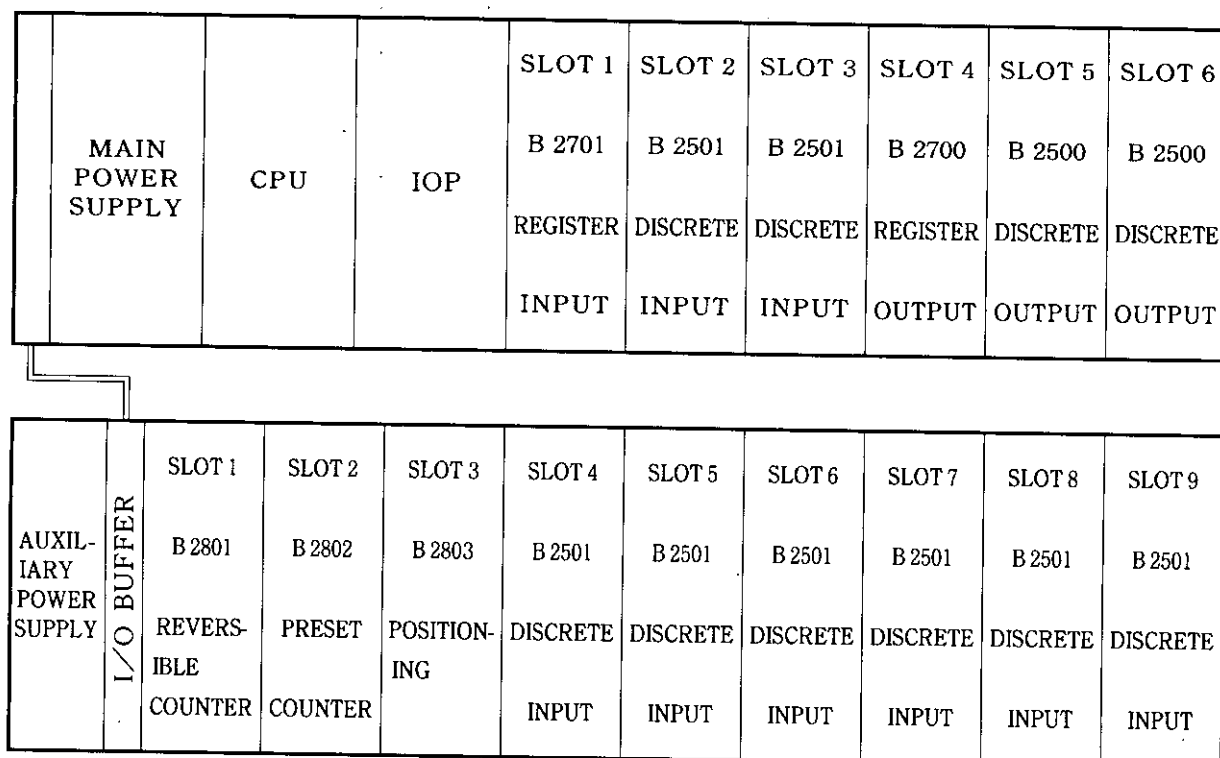 MAIN
POWER
SUPPLY
CPU
IOP
SLOT 1
B 2701
REGISTER
INPUT
SLOT 2
B 2501
DISCRETE
INPUT
SLOT 3
B 2501
DISCRETE
INPUT
SLOT 4
B 2700
REGISTER
OUTPUT
SLOT 5
B 2500
DISCRETE
OUTPUT
SLOT 6
B 2500
DISCRETE
OUTPUT
AUXIL-
IARY
POWER
SUPPLY
I/O BUFFER
SLOT 1
B 2801
REVERS-
IBLE
COUNTER
SLOT 2
B 2802
PRESET
COUNTER
SLOT 3
B 2803
POSITION-
ING
SLOT 4
B 2501
DISCRETE
INPUT
SLOT 5
B 2501
DISCRETE
INPUT
SLOT 6
B 2501
DISCRETE
INPUT
SLOT 7
B 2501
DISCRETE
INPUT
SLOT 8
B 2501
DISCRETE
INPUT
SLOT 9
B 2501
DISCRETE
INPUT